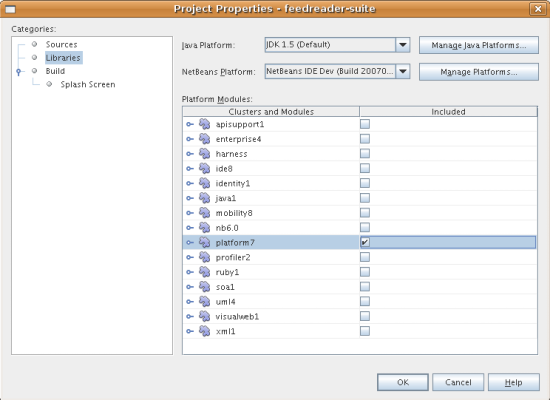 Project Properties - feedreader-suite
Categories:
Sources
Libraries
Build
Splash Screen
Java Platform: JDK 1.5 (Default) Manage Java Platforms...
NetBeans Platform: NetBeans IDE Dev (Build 20070... Manage Platforms...
Platform Modules:
Clusters and Modules Included
apisupport1
enterprise4
harness
ide8
identity1
java1
mobility8
nb6.0
platform7
profiler2
ruby1
soa1
uml4
visualweb1
xml1
OK Cancel Help